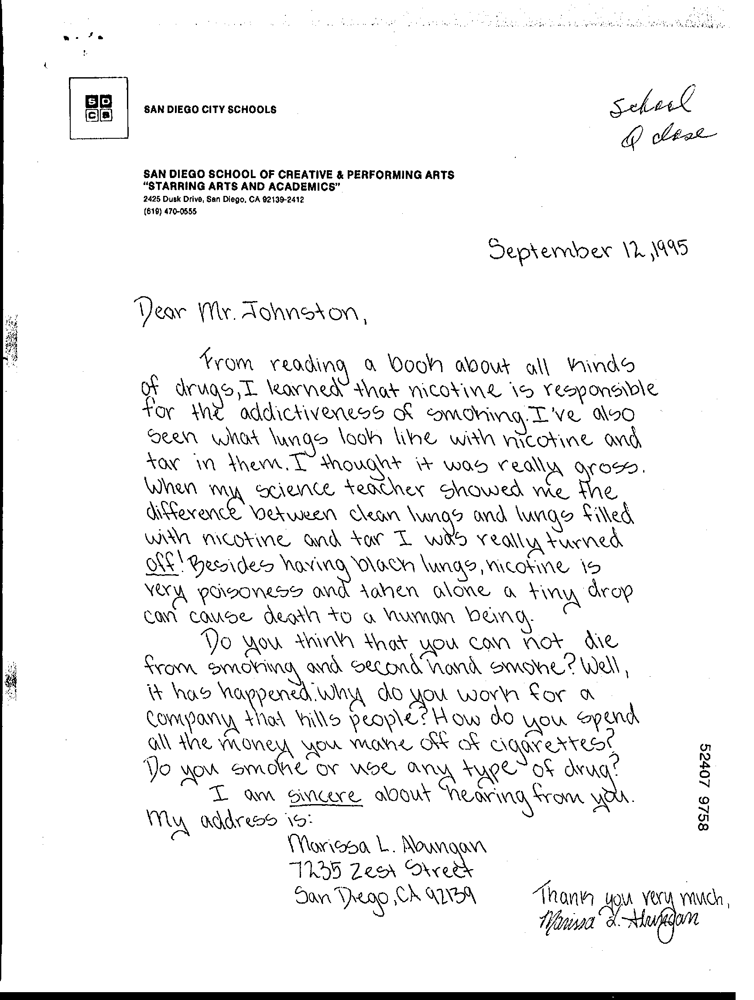 SD
CS
SAN DIEGO CITY SCHOOLS
School
Q close
SAN DIEGO SCHOOL OF CREATIVE & PERFORMING ARTS
"STARRING ARTS AND ACADEMICS"
2425 Dusk Drive, San Diego, CA 92139-2412
(619) 470-0555
September 12, 1995
Dear Mr. Johnston,
From reading a book about all kinds
of drugs, I learned that nicotine is responsible
for the addictiveness of smoking. I've also
seen what lungs look like with nicotine and
tar in them. I thought it was really gross.
When my science teacher showed me the
difference between clean lungs and lungs filled
with nicotine and tar I was really turned
off! Besides having black lungs, nicotine is
very poisoness and taken alone a tiny drop
can cause death to a human being.
Do you think that you can not die
from smoking and second hand smoke? Well,
it has happened. Why do you work for a
company that kills people? How do you spend
all the money you make off of cigarettes?
Do you smoke or use any type of drug?
I am sincere about hearing from you.
My address is:
Marissa L. Abungan
7235 Zest Street
San Diego, CA 92139
Thank you very much,
Marissa L. Abungan
52407 9758